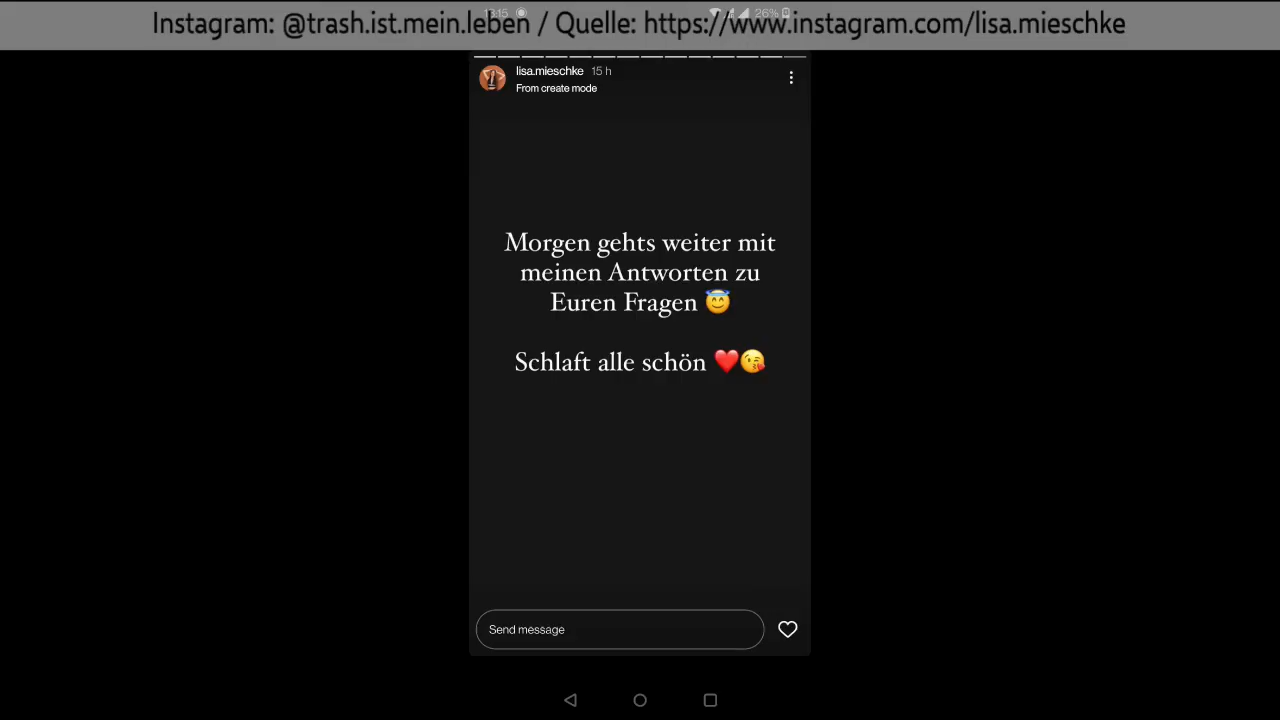 Instagram: @trash.ist.mein.leben / Quelle: https://www.instagram.com/lisa.mieschke
26%
lisa.mieschke 15 h
From create mode
Morgen gehts weiter mit
meinen Antworten zu
Euren Fragen 😇
Schlaft alle schön ❤️😘
Send message